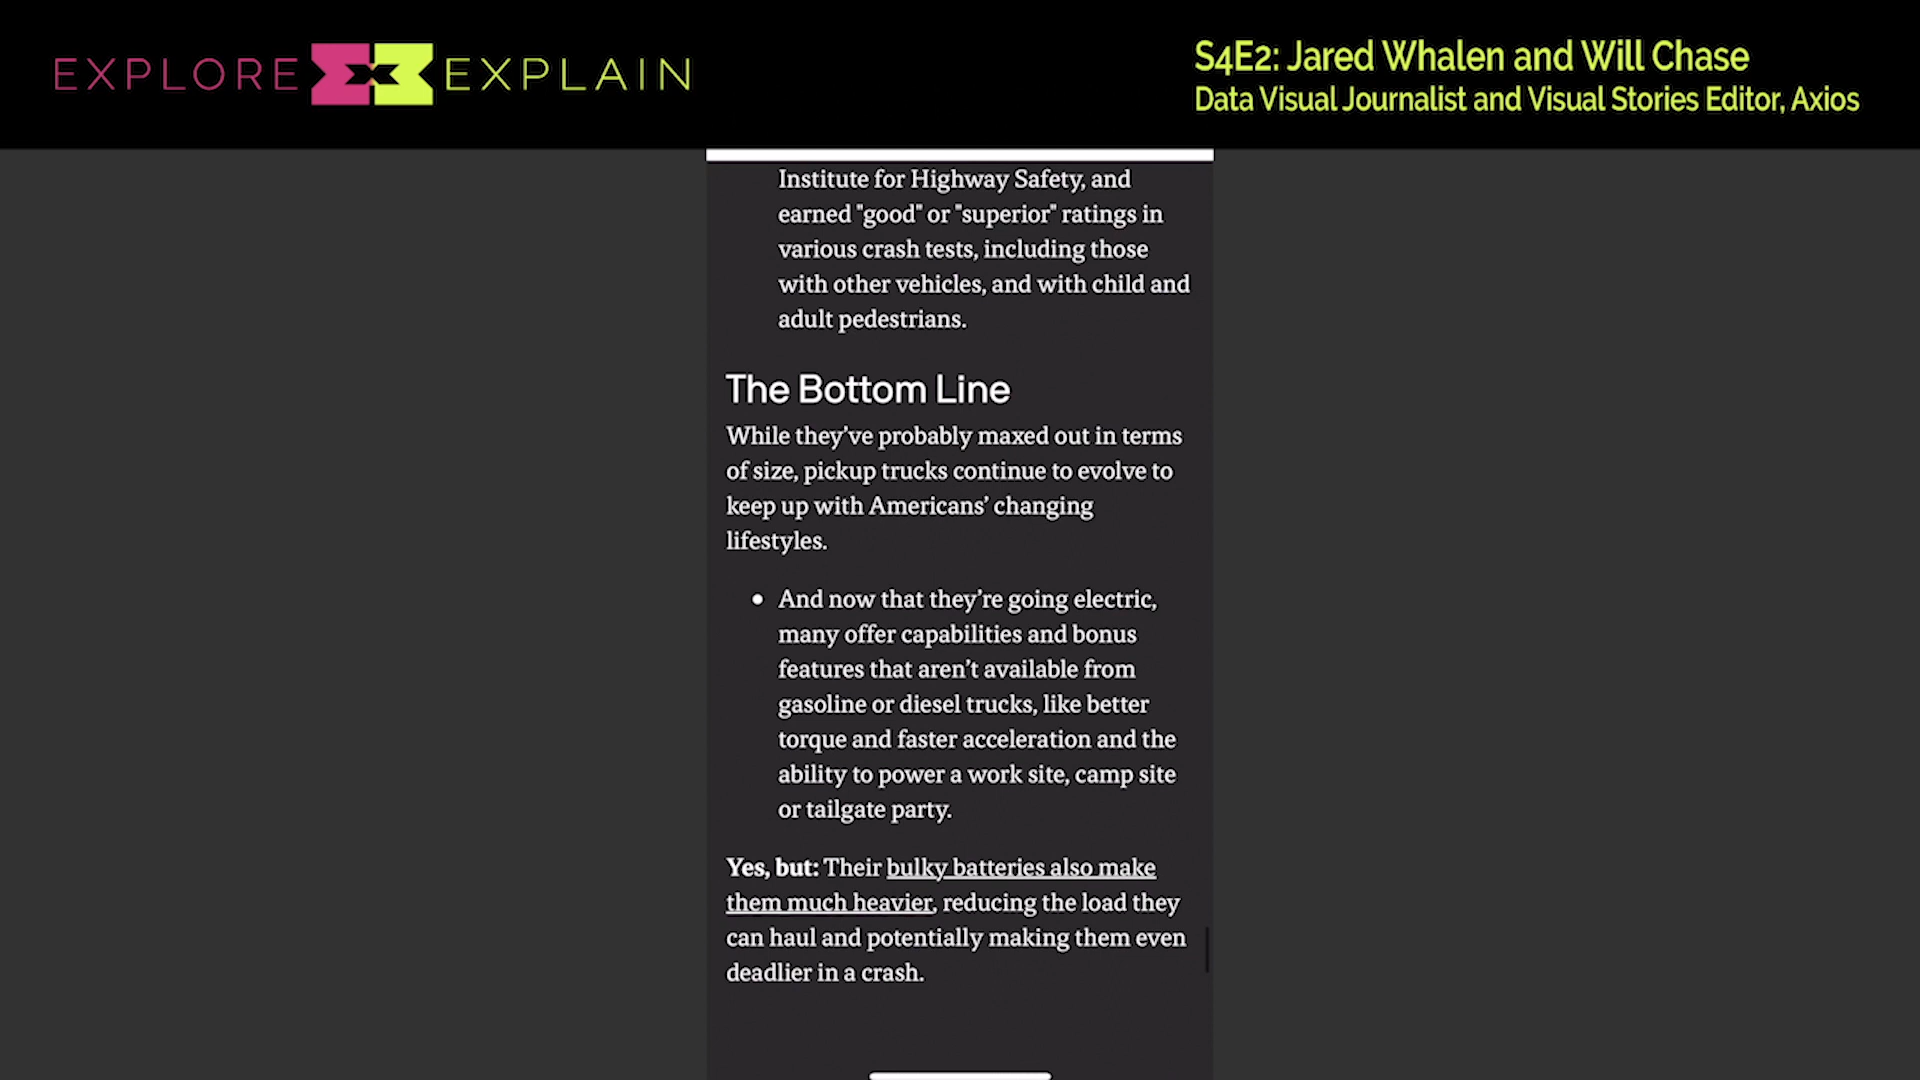 EXPLORE EXPLAIN
S4E2: Jared Whalen and Will Chase
Data Visual Journalist and Visual Stories Editor, Axios
Institute for Highway Safety, and
earned "good" or "superior" ratings in
various crash tests, including those
with other vehicles, and with child and
adult pedestrians.
The Bottom Line
While they’ve probably maxed out in terms
of size, pickup trucks continue to evolve to
keep up with Americans’ changing
lifestyles.
• And now that they’re going electric,
many offer capabilities and bonus
features that aren’t available from
gasoline or diesel trucks, like better
torque and faster acceleration and the
ability to power a work site, camp site
or tailgate party.
Yes, but: Their bulky batteries also make
them much heavier, reducing the load they
can haul and potentially making them even
deadlier in a crash.